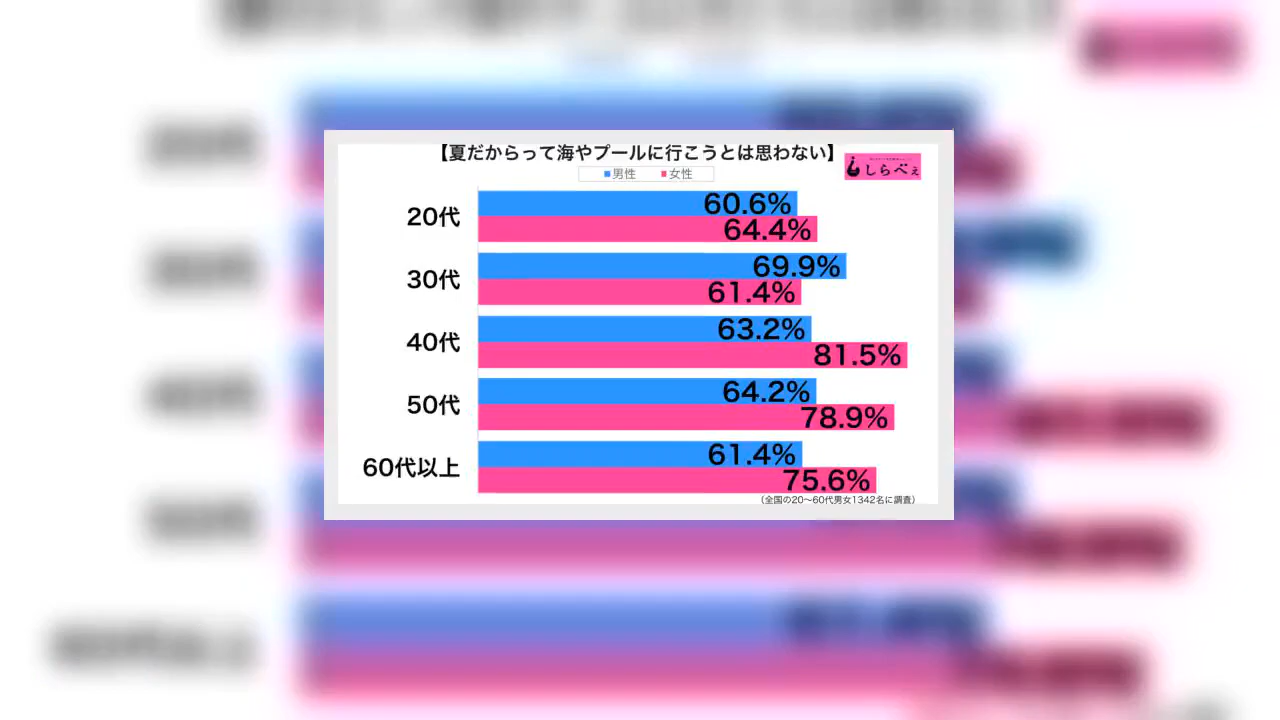 【夏だからって海やプールに行こうとは思わない】
男性 女性
しらべぇ
20代
60.6%
64.4%
30代
69.9%
61.4%
40代
63.2%
81.5%
50代
64.2%
78.9%
60代以上
61.4%
75.6%
(全国の20〜60代男女1342名に調査)